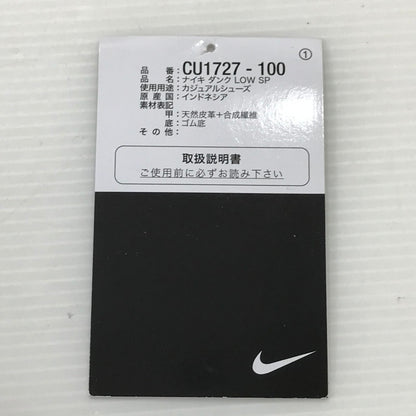 ①
品番：CU1727 - 100
品名：ナイキ ダンク LOW SP
使用用途：カジュアルシューズ
原産国：インドネシア
素材表記
甲：天然皮革＋合成繊維
底：ゴム底
その他：
取扱説明書
ご使用前に必ずお読み下さい